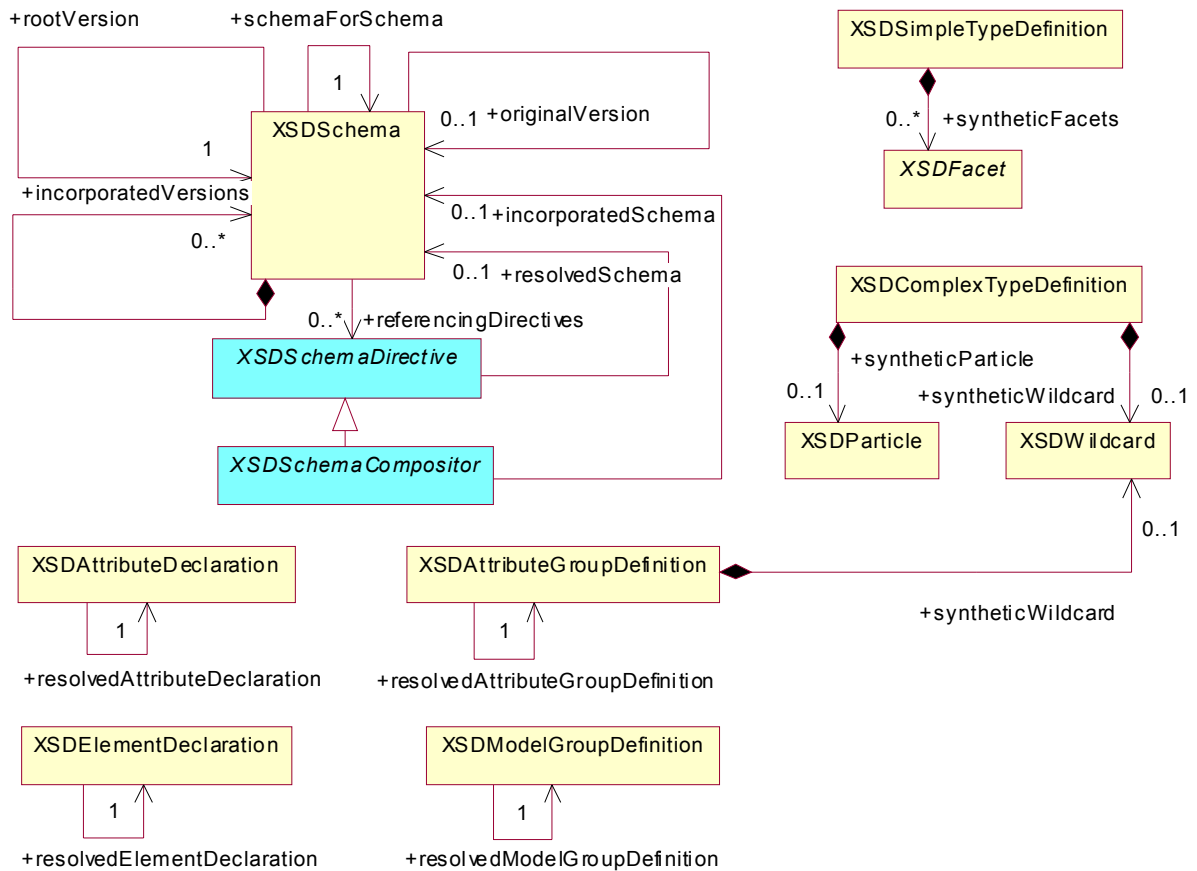 +rootVersion
+schemaForSchema
1
XSDSchema
0..1
+originalVersion
1
+incorporatedVersions
0..*
0..1
+incorporatedSchema
0..1
+resolvedSchema
0..*
+referencingDirectives
XSDSchemaDirective
XSDSchemaCompositor
XSDSimpleTypeDefinition
0..*
+syntheticFacets
XSDFacet
XSDComplexTypeDefinition
+syntheticParticle
0..1
+syntheticWildcard
0..1
XSDParticle
XSDWildcard
0..1
XSDAttributeDeclaration
1
+resolvedAttributeDeclaration
XSDAttributeGroupDefinition
1
+resolvedAttributeGroupDefinition
+syntheticWildcard
XSDElementDeclaration
1
+resolvedElementDeclaration
XSDModelGroupDefinition
1
+resolvedModelGroupDefinition